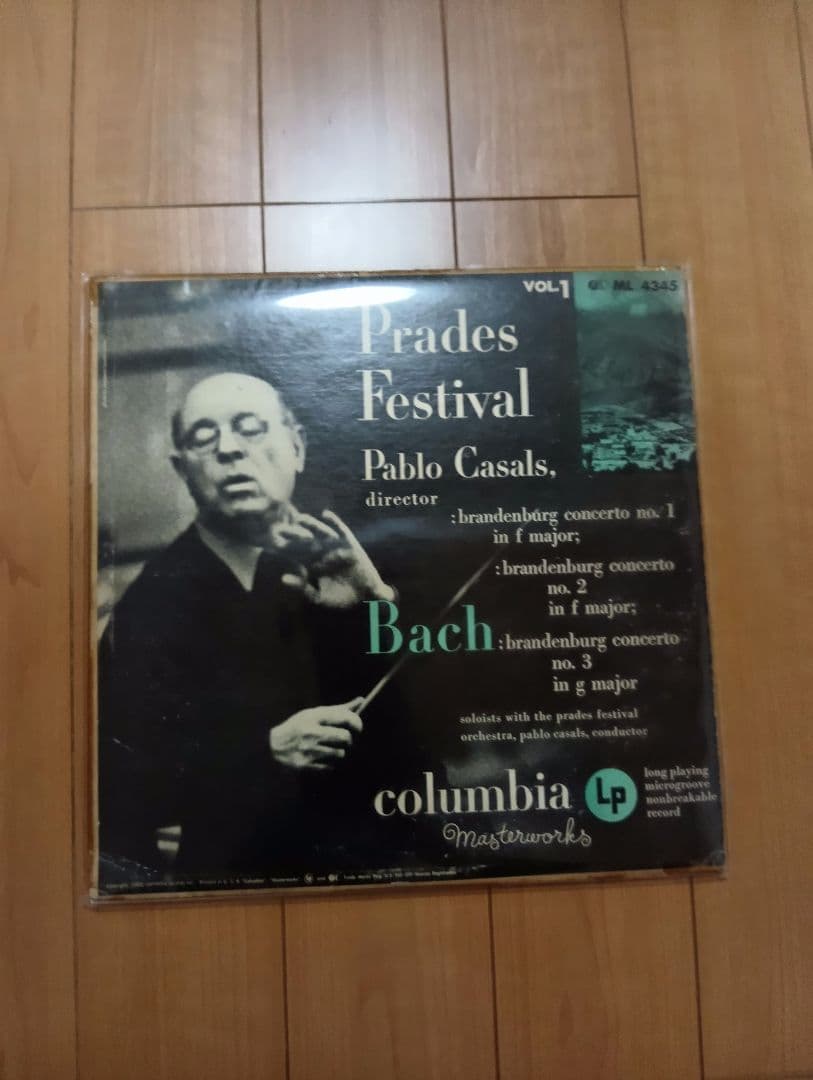 VOL. 1
ML 4345
Prades
Festival
Pablo Casals,
director
:brandenburg concerto no. 1
in f major;
:brandenburg concerto
no. 2
in f major;
Bach :brandenburg concerto
no. 3
in g major
soloists with the prades festival
orchestra, pablo casals, conductor
columbia
Masterworks
Lp
long playing
microgroove
nonbreakable
record